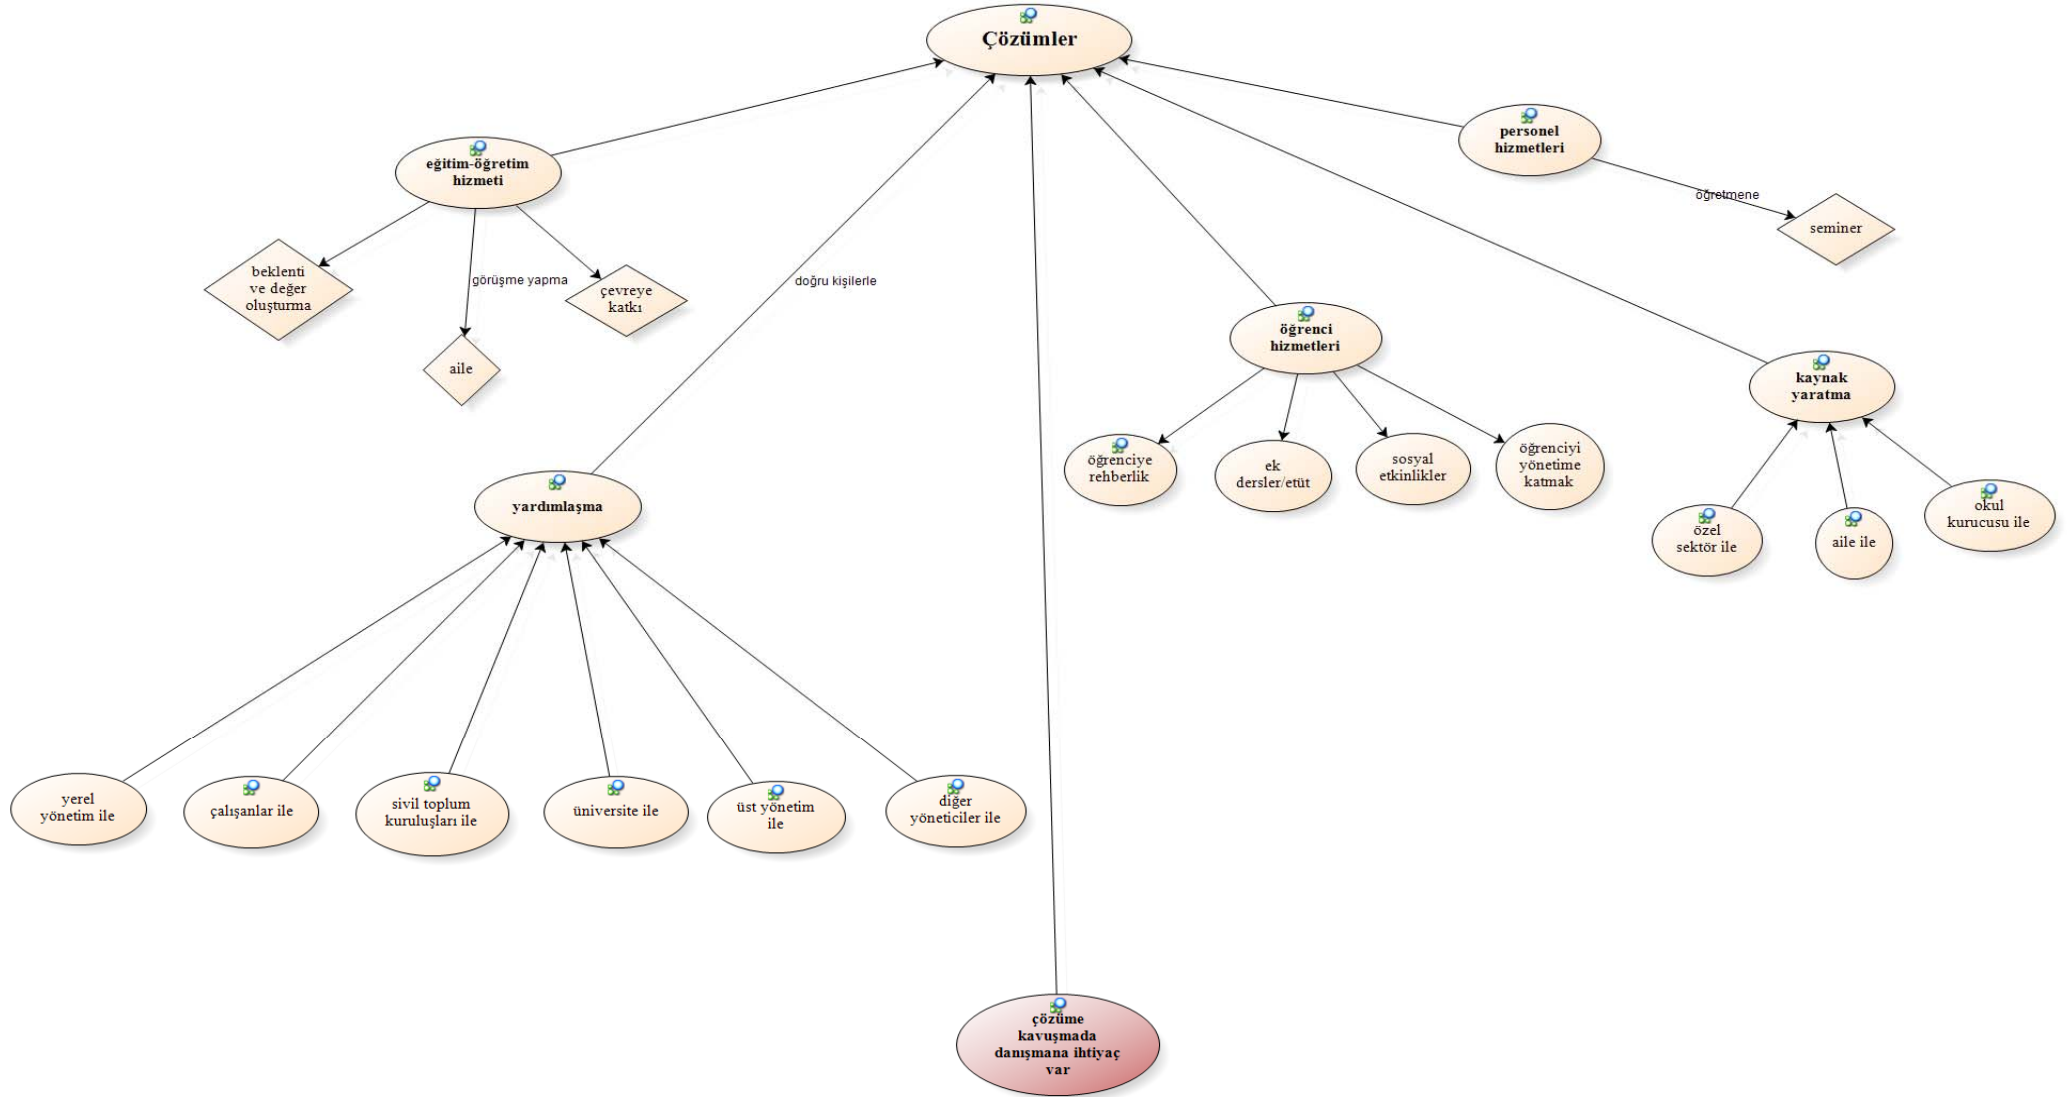 Çözümler
eğitim-öğretim
hizmeti
personel
hizmetleri
öğretmene
seminer
beklenti
ve değer
oluşturma
görüşme yapma
çevreye
katkı
aile
doğru kişilerle
öğrenci
hizmetleri
kaynak
yaratma
öğrenciye
rehberlik
ek
dersler/etüt
sosyal
etkinlikler
öğrenciyi
yönetime
katmak
özel
sektör ile
aile ile
okul
kurucusu ile
yardımlaşma
yerel
yönetim ile
çalışanlar ile
sivil toplum
kuruluşları ile
üniversite ile
üst yönetim
ile
diğer
yöneticiler ile
çözüme
kavuşmada
danışmana ihtiyaç
var